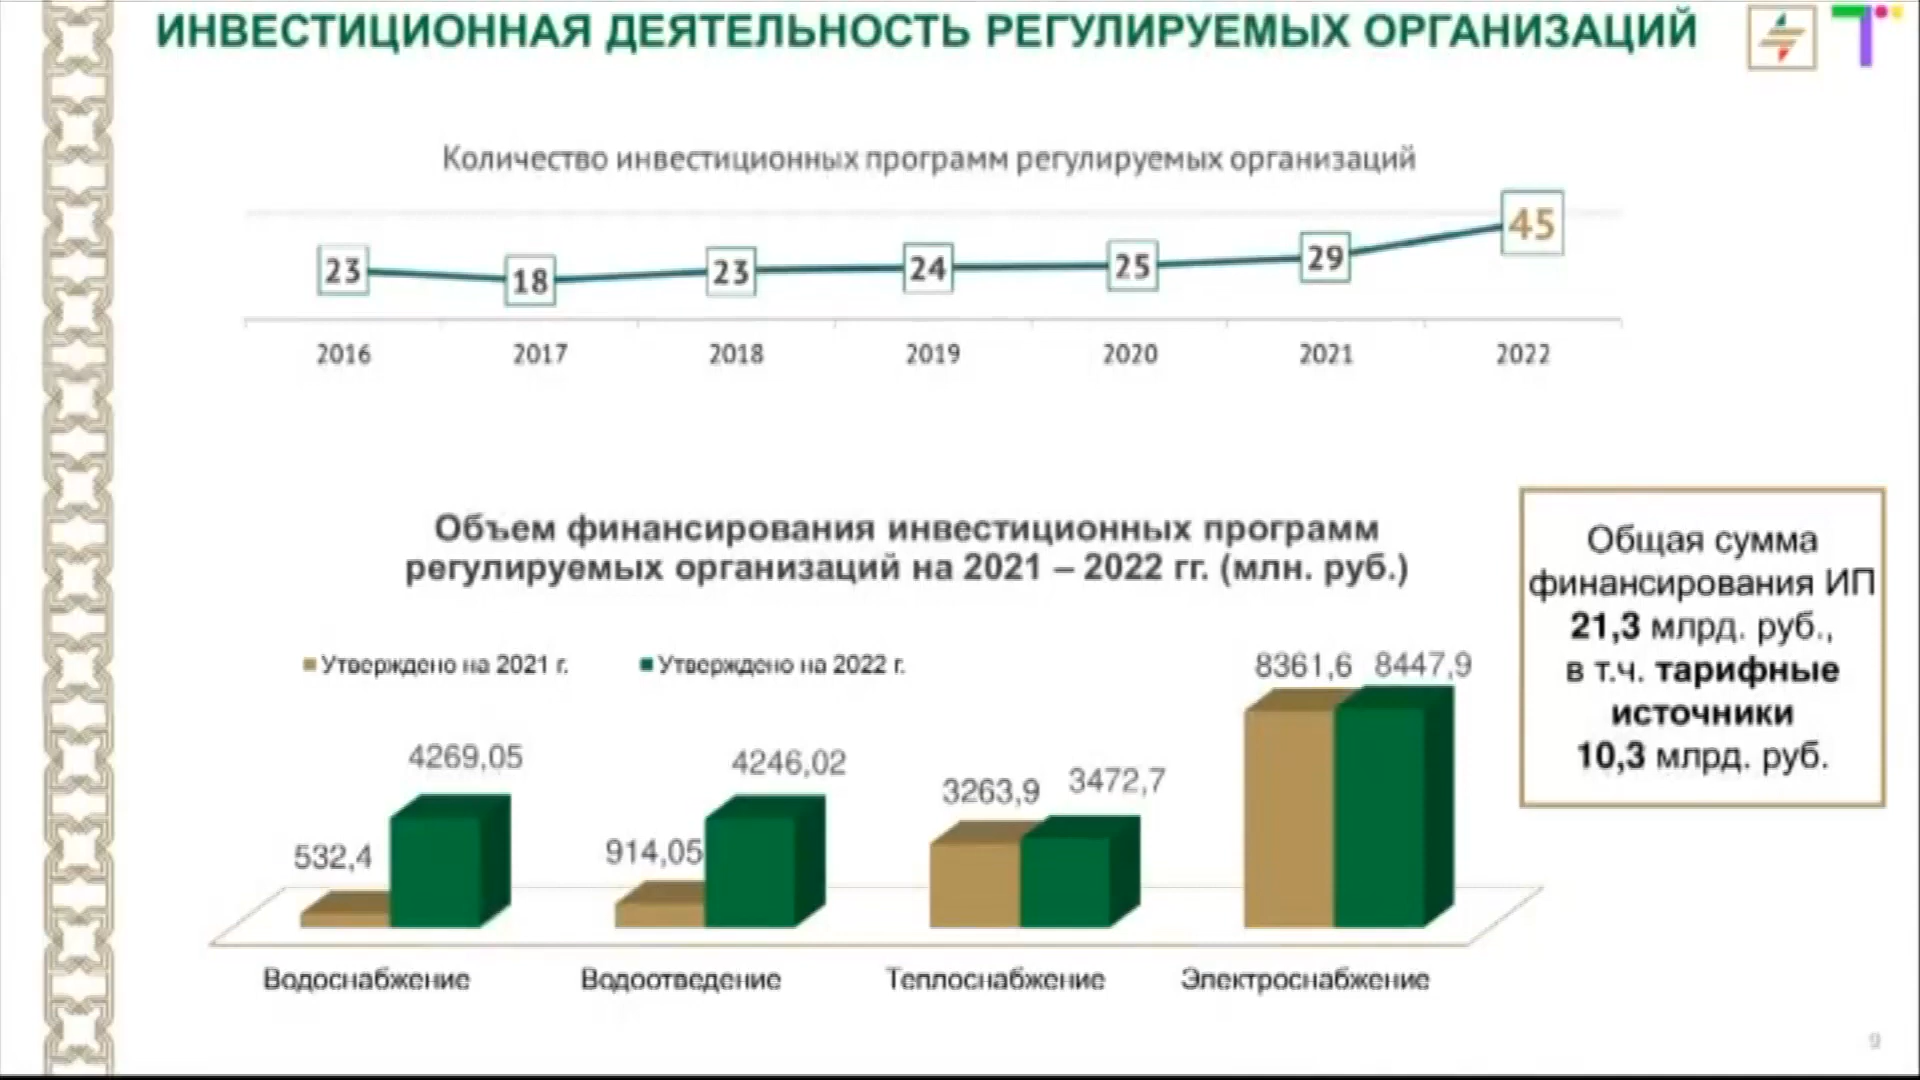 ИНВЕСТИЦИОННАЯ ДЕЯТЕЛЬНОСТЬ РЕГУЛИРУЕМЫХ ОРГАНИЗАЦИЙ
Количество инвестиционных программ регулируемых организаций
23 18 23 24 25 29 45
2016 2017 2018 2019 2020 2021 2022
Объем финансирования инвестиционных программ
регулируемых организаций на 2021 – 2022 гг. (млн. руб.)
Утверждено на 2021 г. Утверждено на 2022 г.
532,4 4269,05 914,05 4246,02 3263,9 3472,7 8361,6 8447,9
Водоснабжение Водоотведение Теплоснабжение Электроснабжение
Общая сумма
финансирования ИП
21,3 млрд. руб.,
в т.ч. тарифные
источники
10,3 млрд. руб.
9